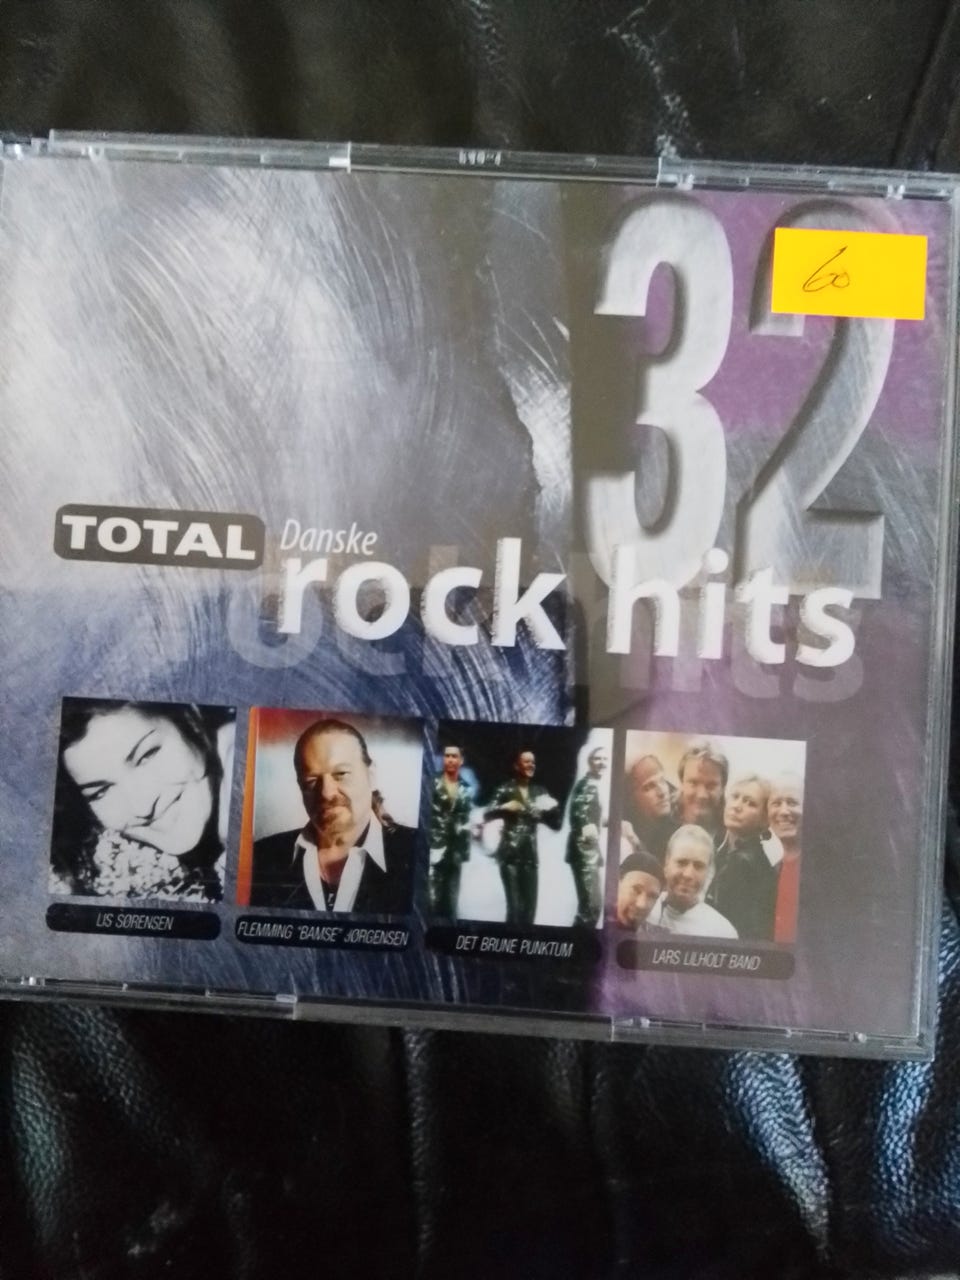 32
60
TOTAL Danske
rock hits
LIS SØRENSEN
FLEMMING "BAMSE" JØRGENSEN
DET BRUNE PUNKTUM
LARS LILHOLT BAND